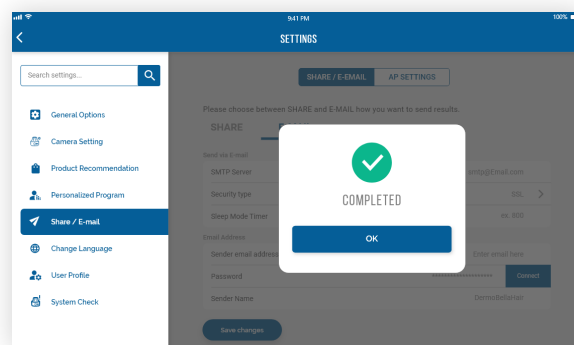 9:41 PM
100%
SETTINGS
Search settings...
General Options
Camera Setting
Product Recommendation
Personalized Program
Share / E-mail
Change Language
User Profile
System Check
SHARE / E-EMAIL
AP SETTINGS
Please choose between SHARE and E-MAIL how you want to send results.
SHARE
Send via E-mail
SMTP Server
smtp@Email.com
Security type
SSL
Sleep Mode Timer
Email Address
Sender email address
Enter email here
Password
********************
Connect
Sender Name
DermoBellaHair
Save changes
COMPLETED
OK